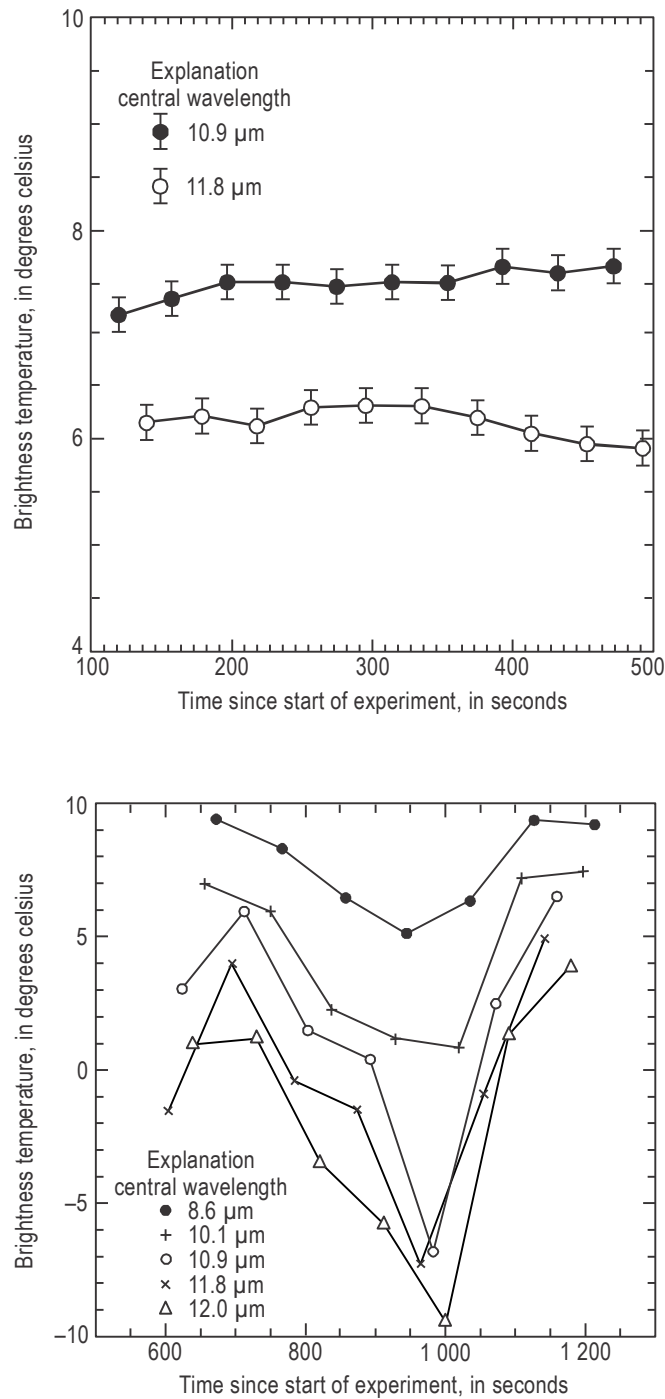 10
Explanation
central wavelength
10.9 µm
11.8 µm
8
6
4
Brightness temperature, in degrees celsius
100 200 300 400 500
Time since start of experiment, in seconds
10
5
0
–5
–10
Brightness temperature, in degrees celsius
Explanation
central wavelength
8.6 µm
10.1 µm
10.9 µm
11.8 µm
12.0 µm
600 800 1 000 1 200
Time since start of experiment, in seconds